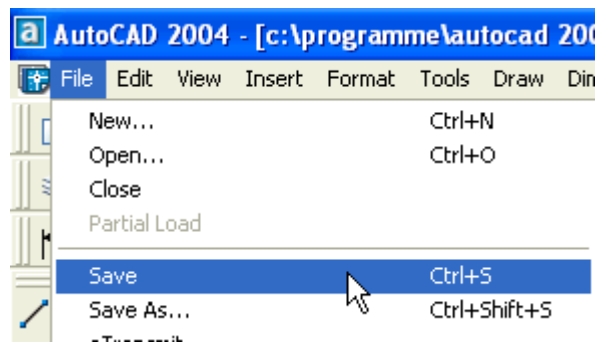 a AutoCAD 2004 - [c:\programme\autocad 200
File Edit View Insert Format Tools Draw Dim
New... Ctrl+N
Open... Ctrl+O
Close
Partial Load
Save Ctrl+S
Save As... Ctrl+Shift+S